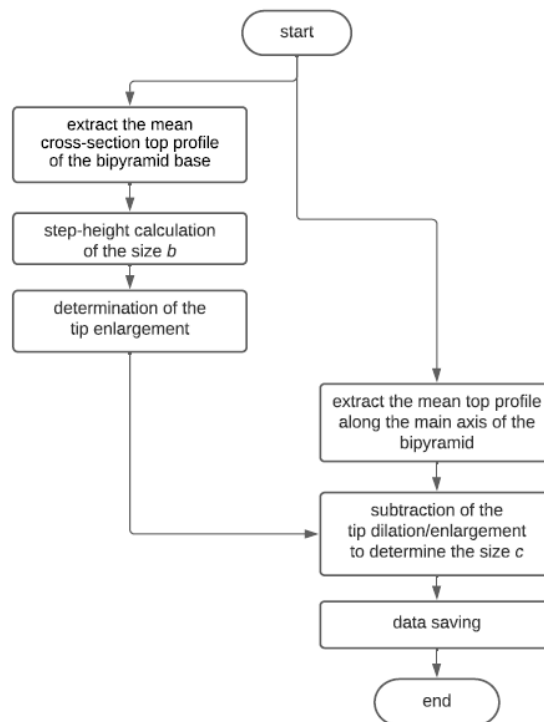 start
extract the mean
cross-section top profile
of the bipyramid base
step-height calculation
of the size b
determination of the
tip enlargement
extract the mean top profile
along the main axis of the
bipyramid
subtraction of the
tip dilation/enlargement
to determine the size c
data saving
end